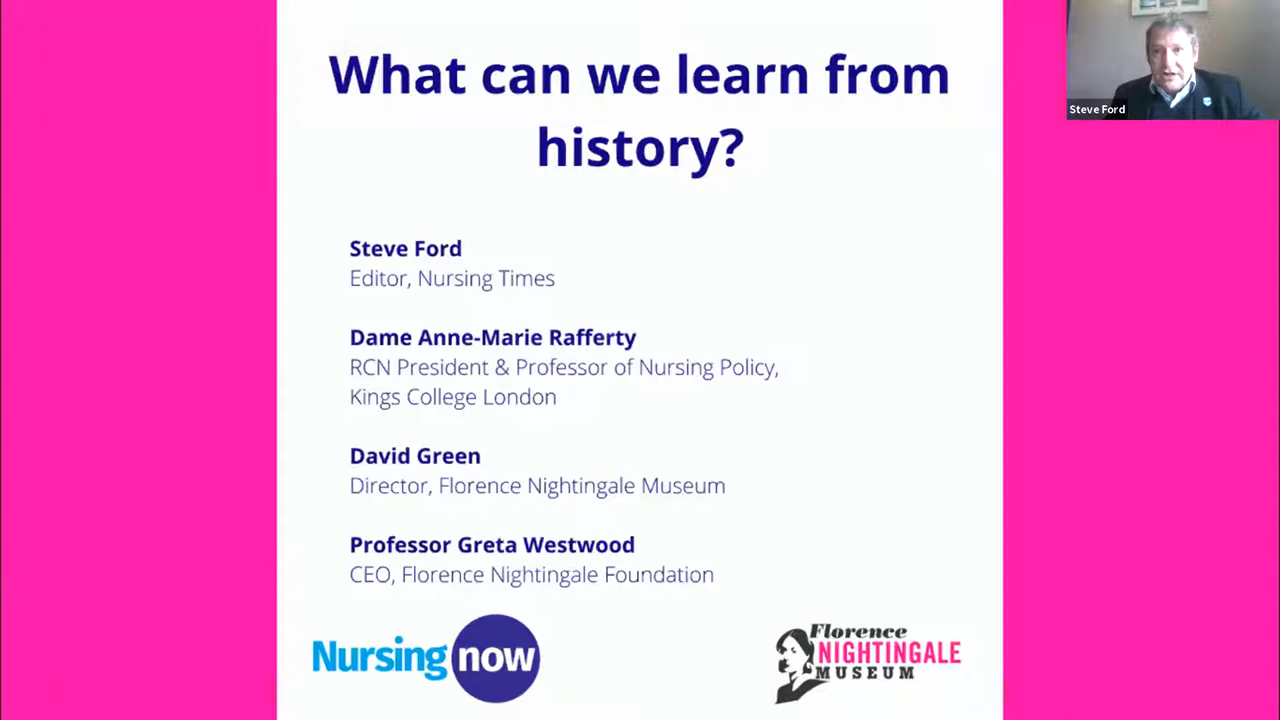 What can we learn from
history?
Steve Ford
Steve Ford
Editor, Nursing Times
Dame Anne-Marie Rafferty
RCN President & Professor of Nursing Policy,
Kings College London
David Green
Director, Florence Nightingale Museum
Professor Greta Westwood
CEO, Florence Nightingale Foundation
Nursing now
Florence
NIGHTINGALE
MUSEUM